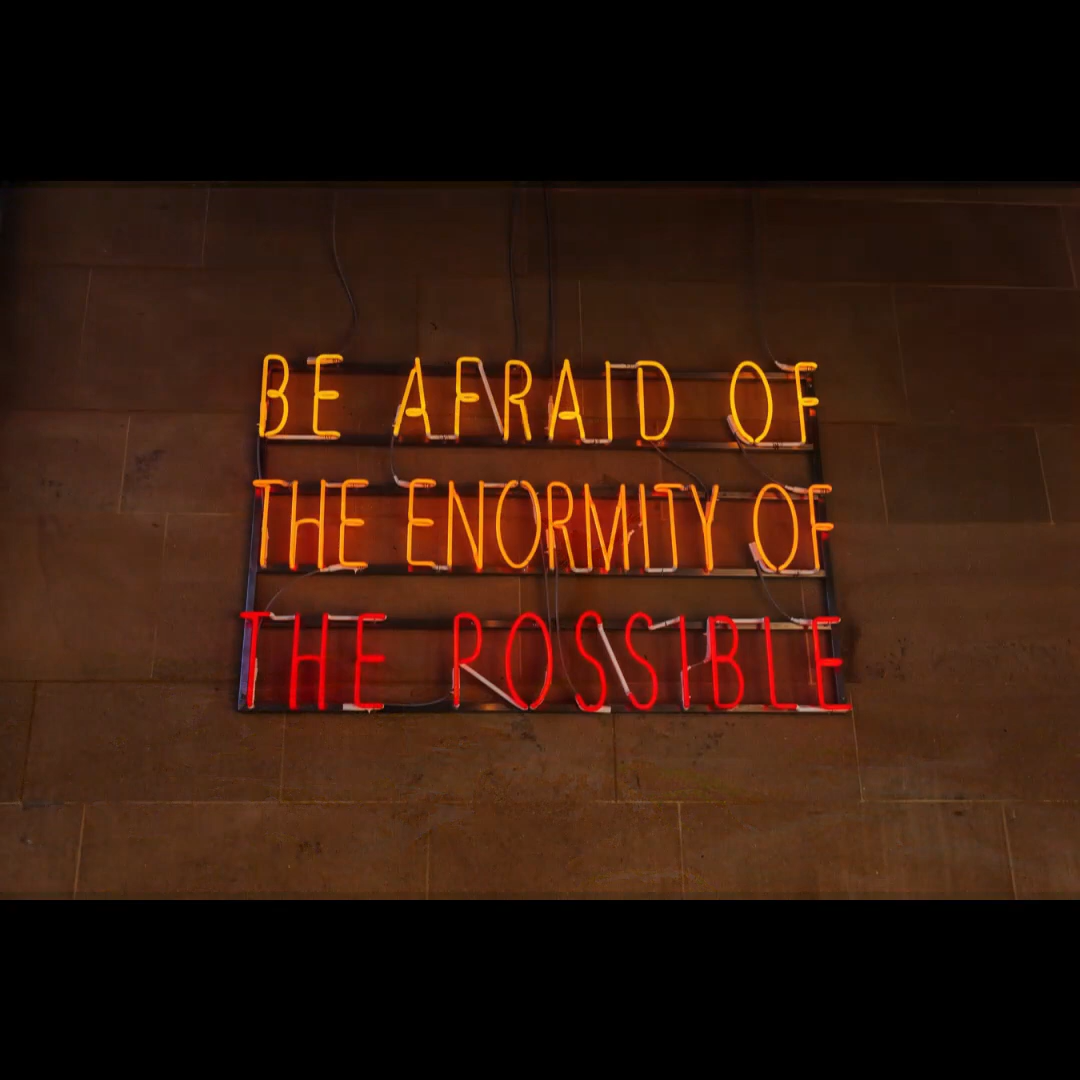 BE AFRAID OF
THE ENORMITY OF
THE POSSIBLE